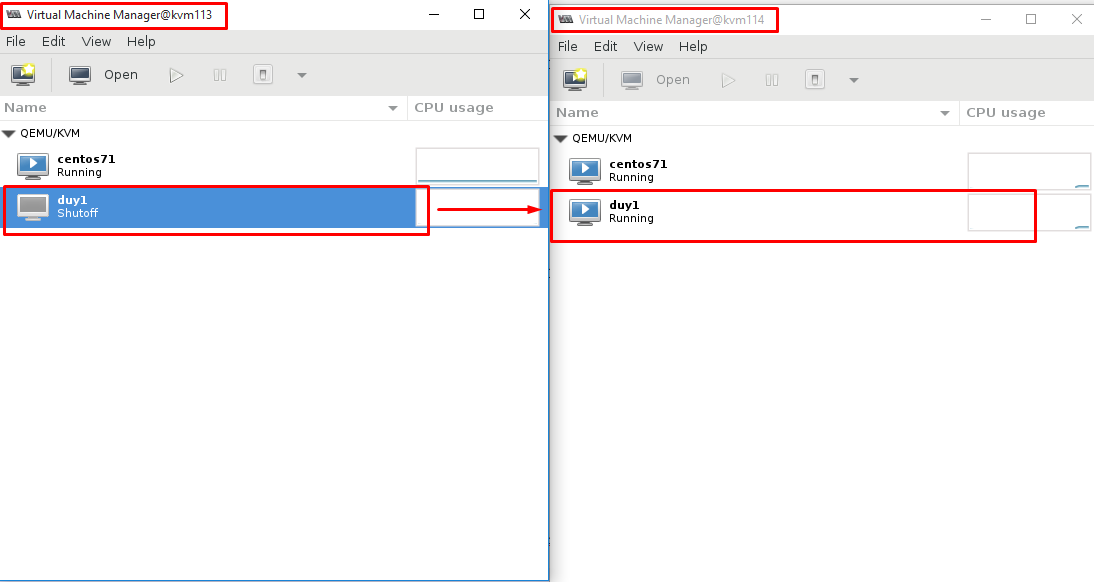 Virtual Machine Manager@kvm113
File Edit View Help
Open
Name CPU usage
QEMU/KVM
centos71
Running
duy1
Shutoff
Virtual Machine Manager@kvm114
File Edit View Help
Open
Name CPU usage
QEMU/KVM
centos71
Running
duy1
Running